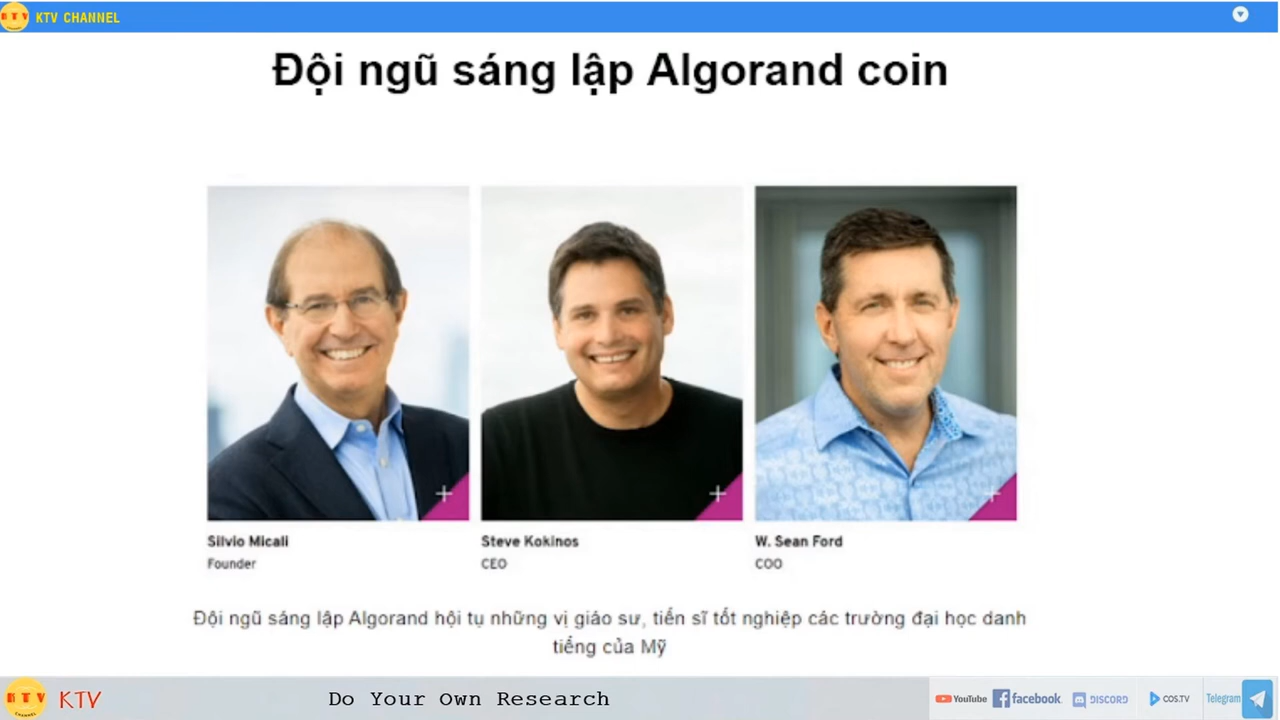 KTV CHANNEL
Đội ngũ sáng lập Algorand coin
Silvio Micali
Founder
Steve Kokinos
CEO
W. Sean Ford
COO
Đội ngũ sáng lập Algorand hội tụ những vị giáo sư, tiến sĩ tốt nghiệp các trường đại học danh
tiếng của Mỹ
KTV
CHANNEL
KTV
Do Your Own Research
YouTube
facebook
DISCORD
COS.TV
Telegram